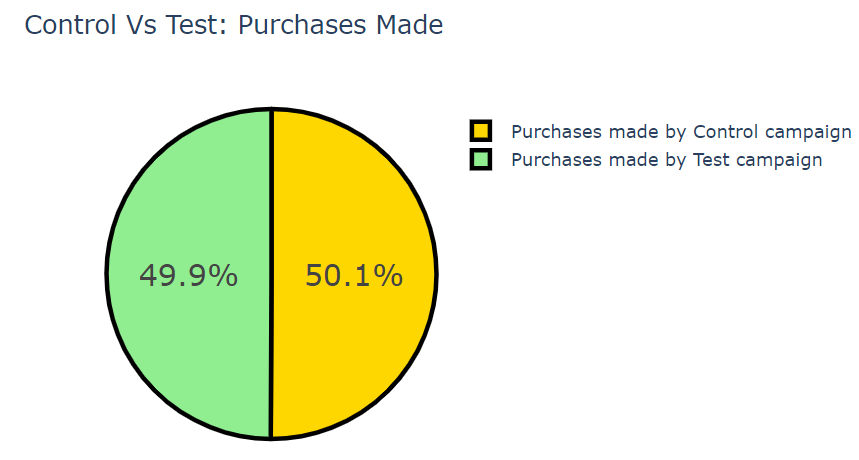 Control Vs Test: Purchases Made
Purchases made by Control campaign
Purchases made by Test campaign
49.9%
50.1%